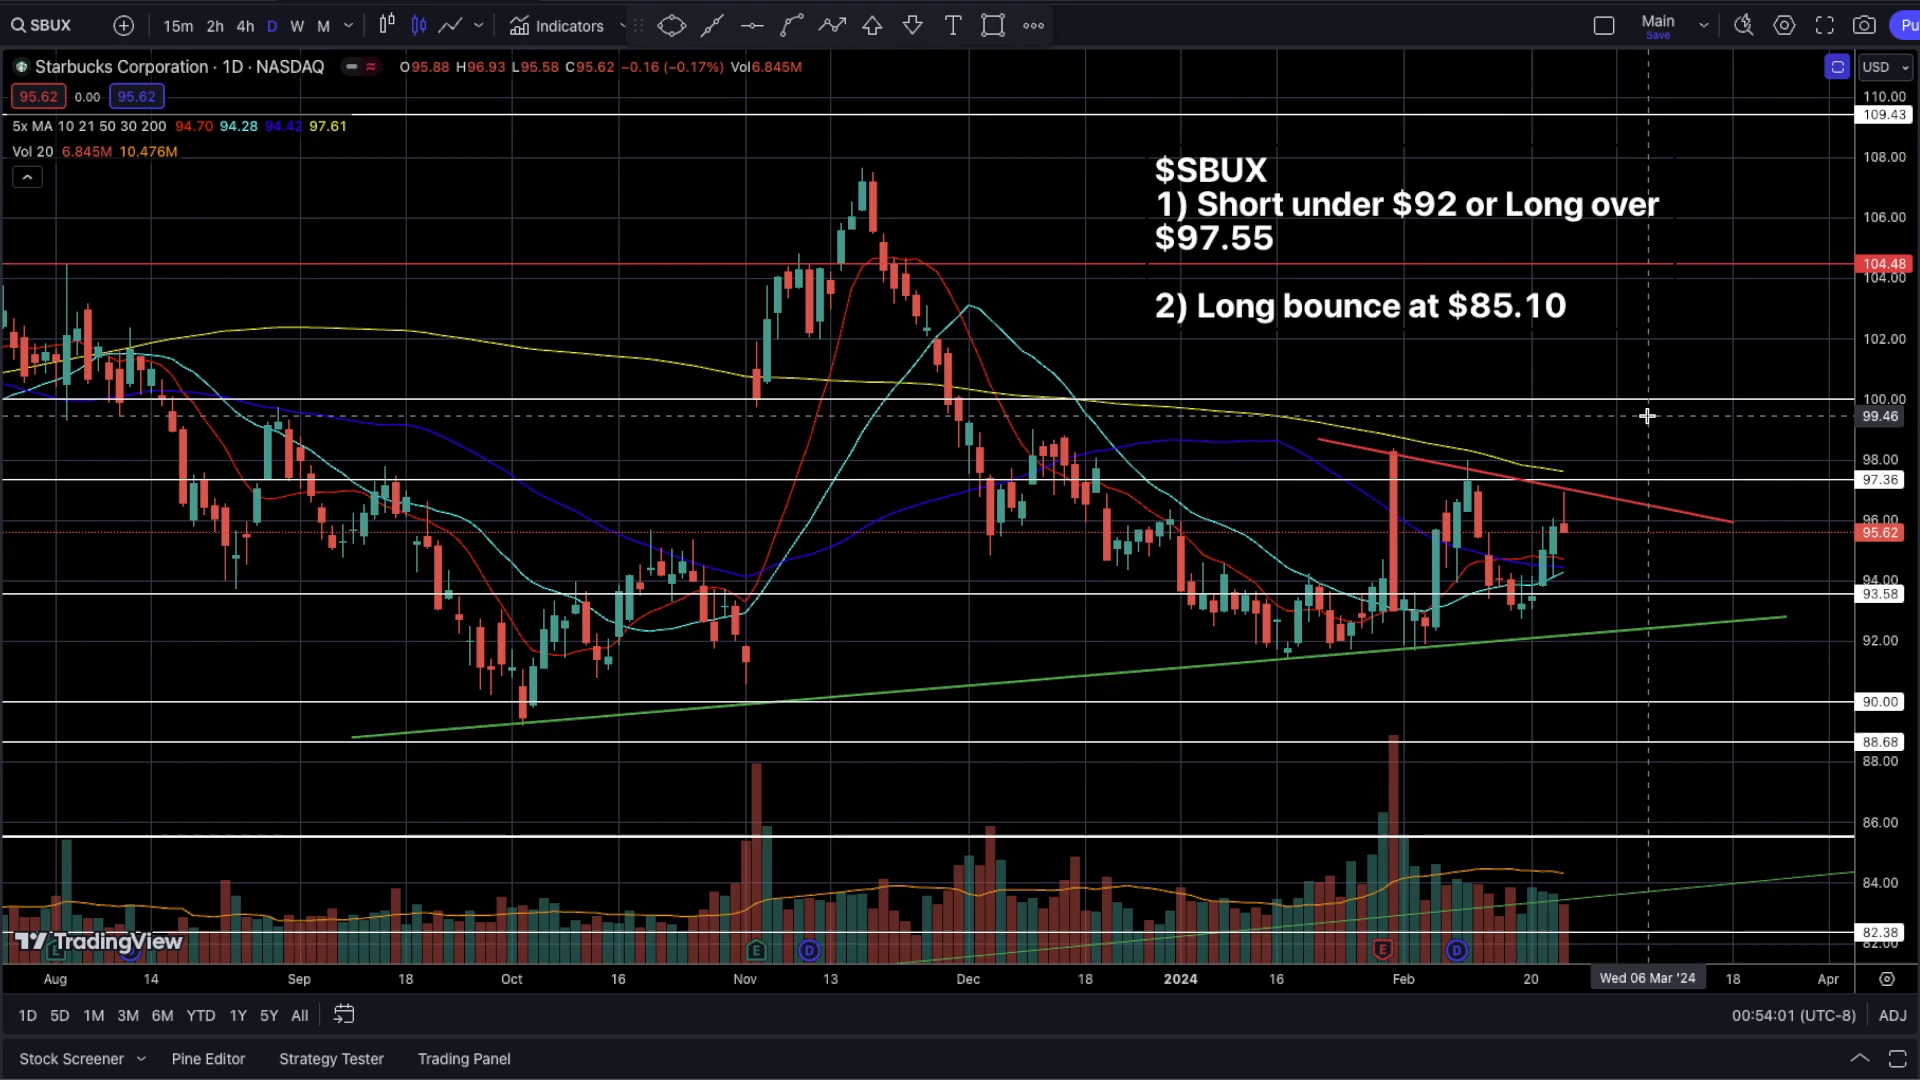 SBUX 15m 2h 4h D W M Indicators Main Pu
Save
Starbucks Corporation · 1D · NASDAQ O95.88 H96.93 L95.58 C95.62 −0.16 (−0.17%) Vol6.845M USD
95.62 0.00 95.62
5x MA 10 21 50 30 200 94.70 94.28 94.42 97.61
Vol 20 6.845M 10.476M
$SBUX
1) Short under $92 or Long over
$97.55
2) Long bounce at $85.10
110.00
109.43
108.00
106.00
104.48
104.00
102.00
100.00
99.46
98.00
97.36
96.00
95.62
94.00
93.58
92.00
90.00
88.68
88.00
86.00
84.00
82.38
82.00
TradingView
E D E D E D
Aug 14 Sep 18 Oct 16 Nov 13 Dec 18 2024 16 Feb 20 Wed 06 Mar '24 18 Apr
1D 5D 1M 3M 6M YTD 1Y 5Y All 00:54:01 (UTC-8) ADJ
Stock Screener Pine Editor Strategy Tester Trading Panel